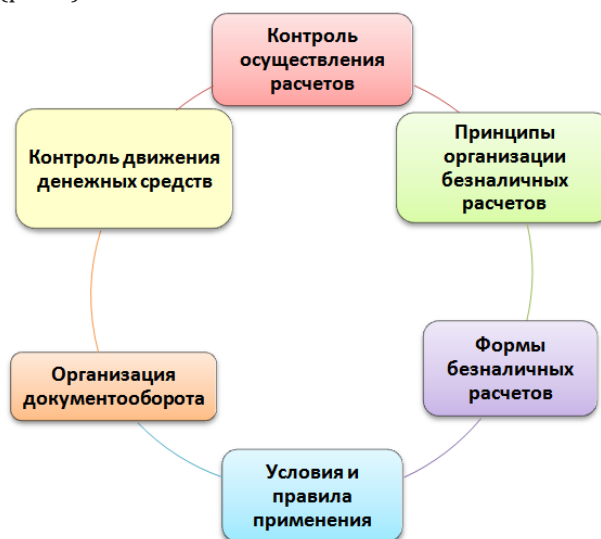 Контроль
осуществления
расчетов
Принципы
организации
безналичных
расчетов
Формы
безналичных
расчетов
Условия и
правила
применения
Организация
документооборота
Контроль движения
денежных средств